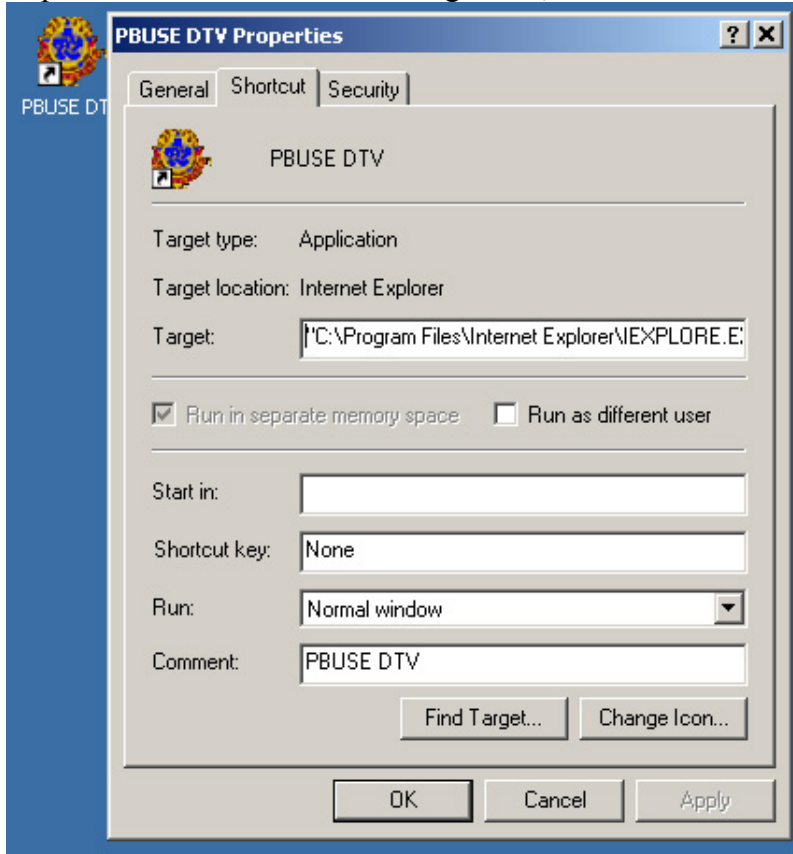 PBUSE DT
PBUSE DTV Properties
General Shortcut Security
PBUSE DTV
Target type: Application
Target location: Internet Explorer
Target: "C:\Program Files\Internet Explorer\IEXPLORE.E
Run in separate memory space Run as different user
Start in:
Shortcut key: None
Run: Normal window
Comment: PBUSE DTV
Find Target... Change Icon...
OK Cancel Apply